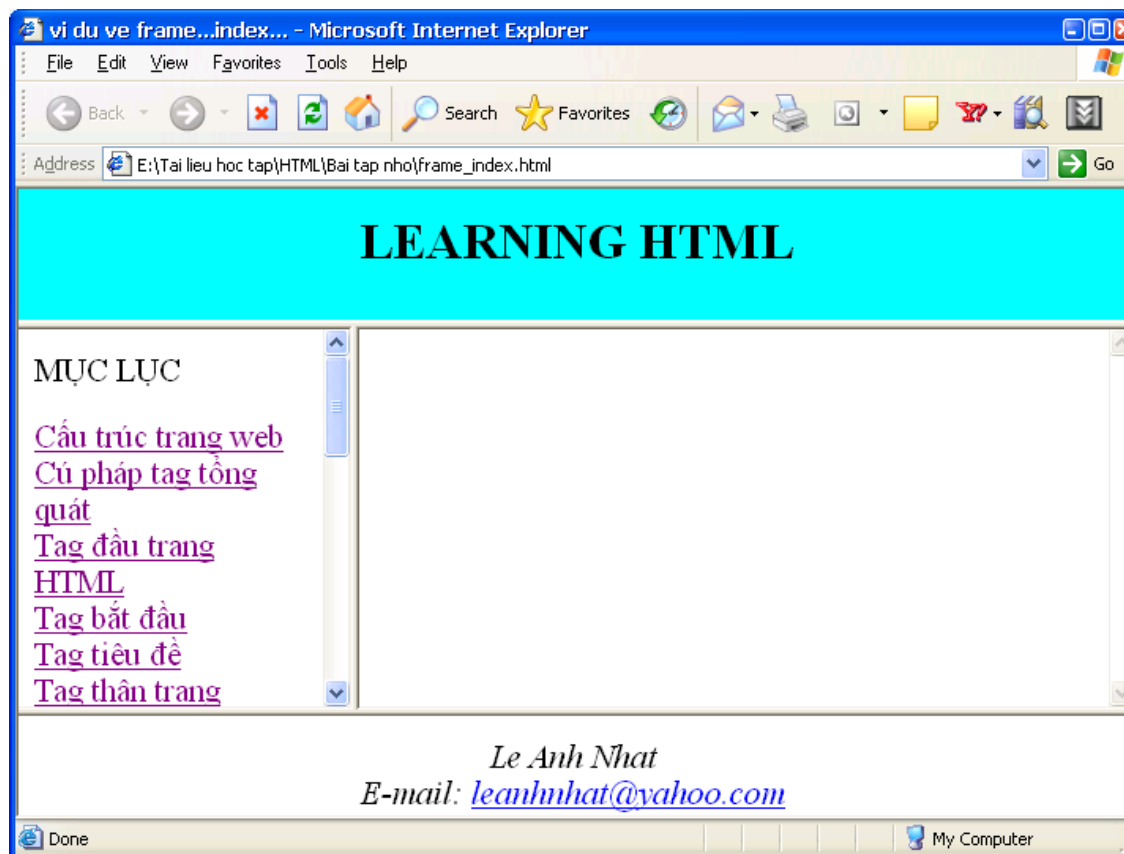 vi du ve frame...index... - Microsoft Internet Explorer
File Edit View Favorites Tools Help
Back Search Favorites
Address E:\Tai lieu hoc tap\HTML\Bai tap nho\frame_index.html Go
LEARNING HTML
MỤC LỤC
Cấu trúc trang web
Cú pháp tag tổng
quát
Tag đầu trang
HTML
Tag bắt đầu
Tag tiêu đề
Tag thân trang
Le Anh Nhat
E-mail: leanhnhat@yahoo.com
Done My Computer